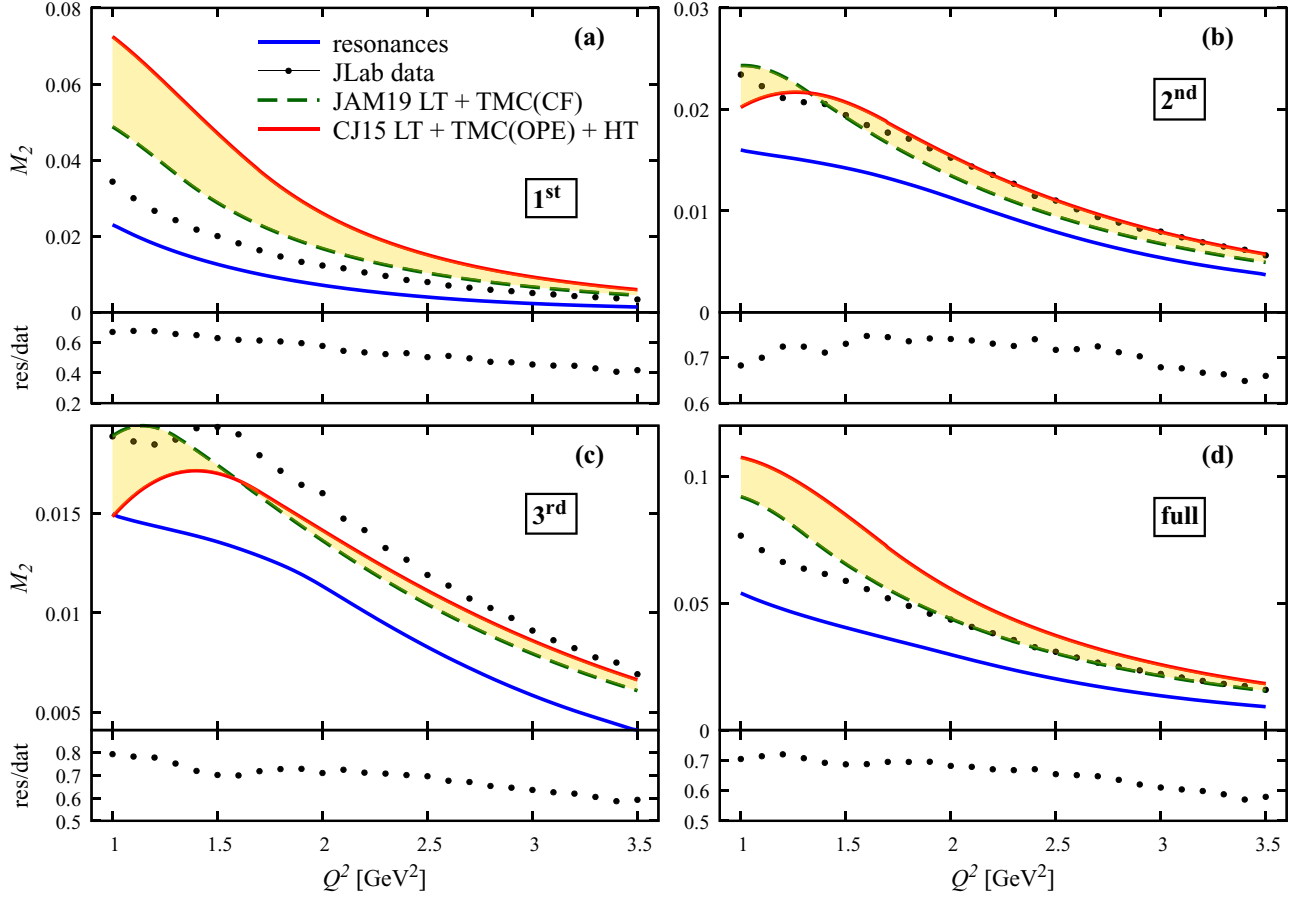 0.08
0.06
0.04
0.02
0
M₂
(a)
resonances
JLab data
JAM19 LT + TMC(CF)
CJ15 LT + TMC(OPE) + HT
1st
0.03
0.02
0.01
0
(b)
2nd
res/dat
0.6
0.4
0.2
0.7
0.6
M₂
0.015
0.01
0.005
(c)
3rd
0.1
0.05
0
(d)
full
res/dat
0.8
0.7
0.6
0.5
0.7
0.6
0.5
1 1.5 2 2.5 3 3.5
Q² [GeV²]
1 1.5 2 2.5 3 3.5
Q² [GeV²]